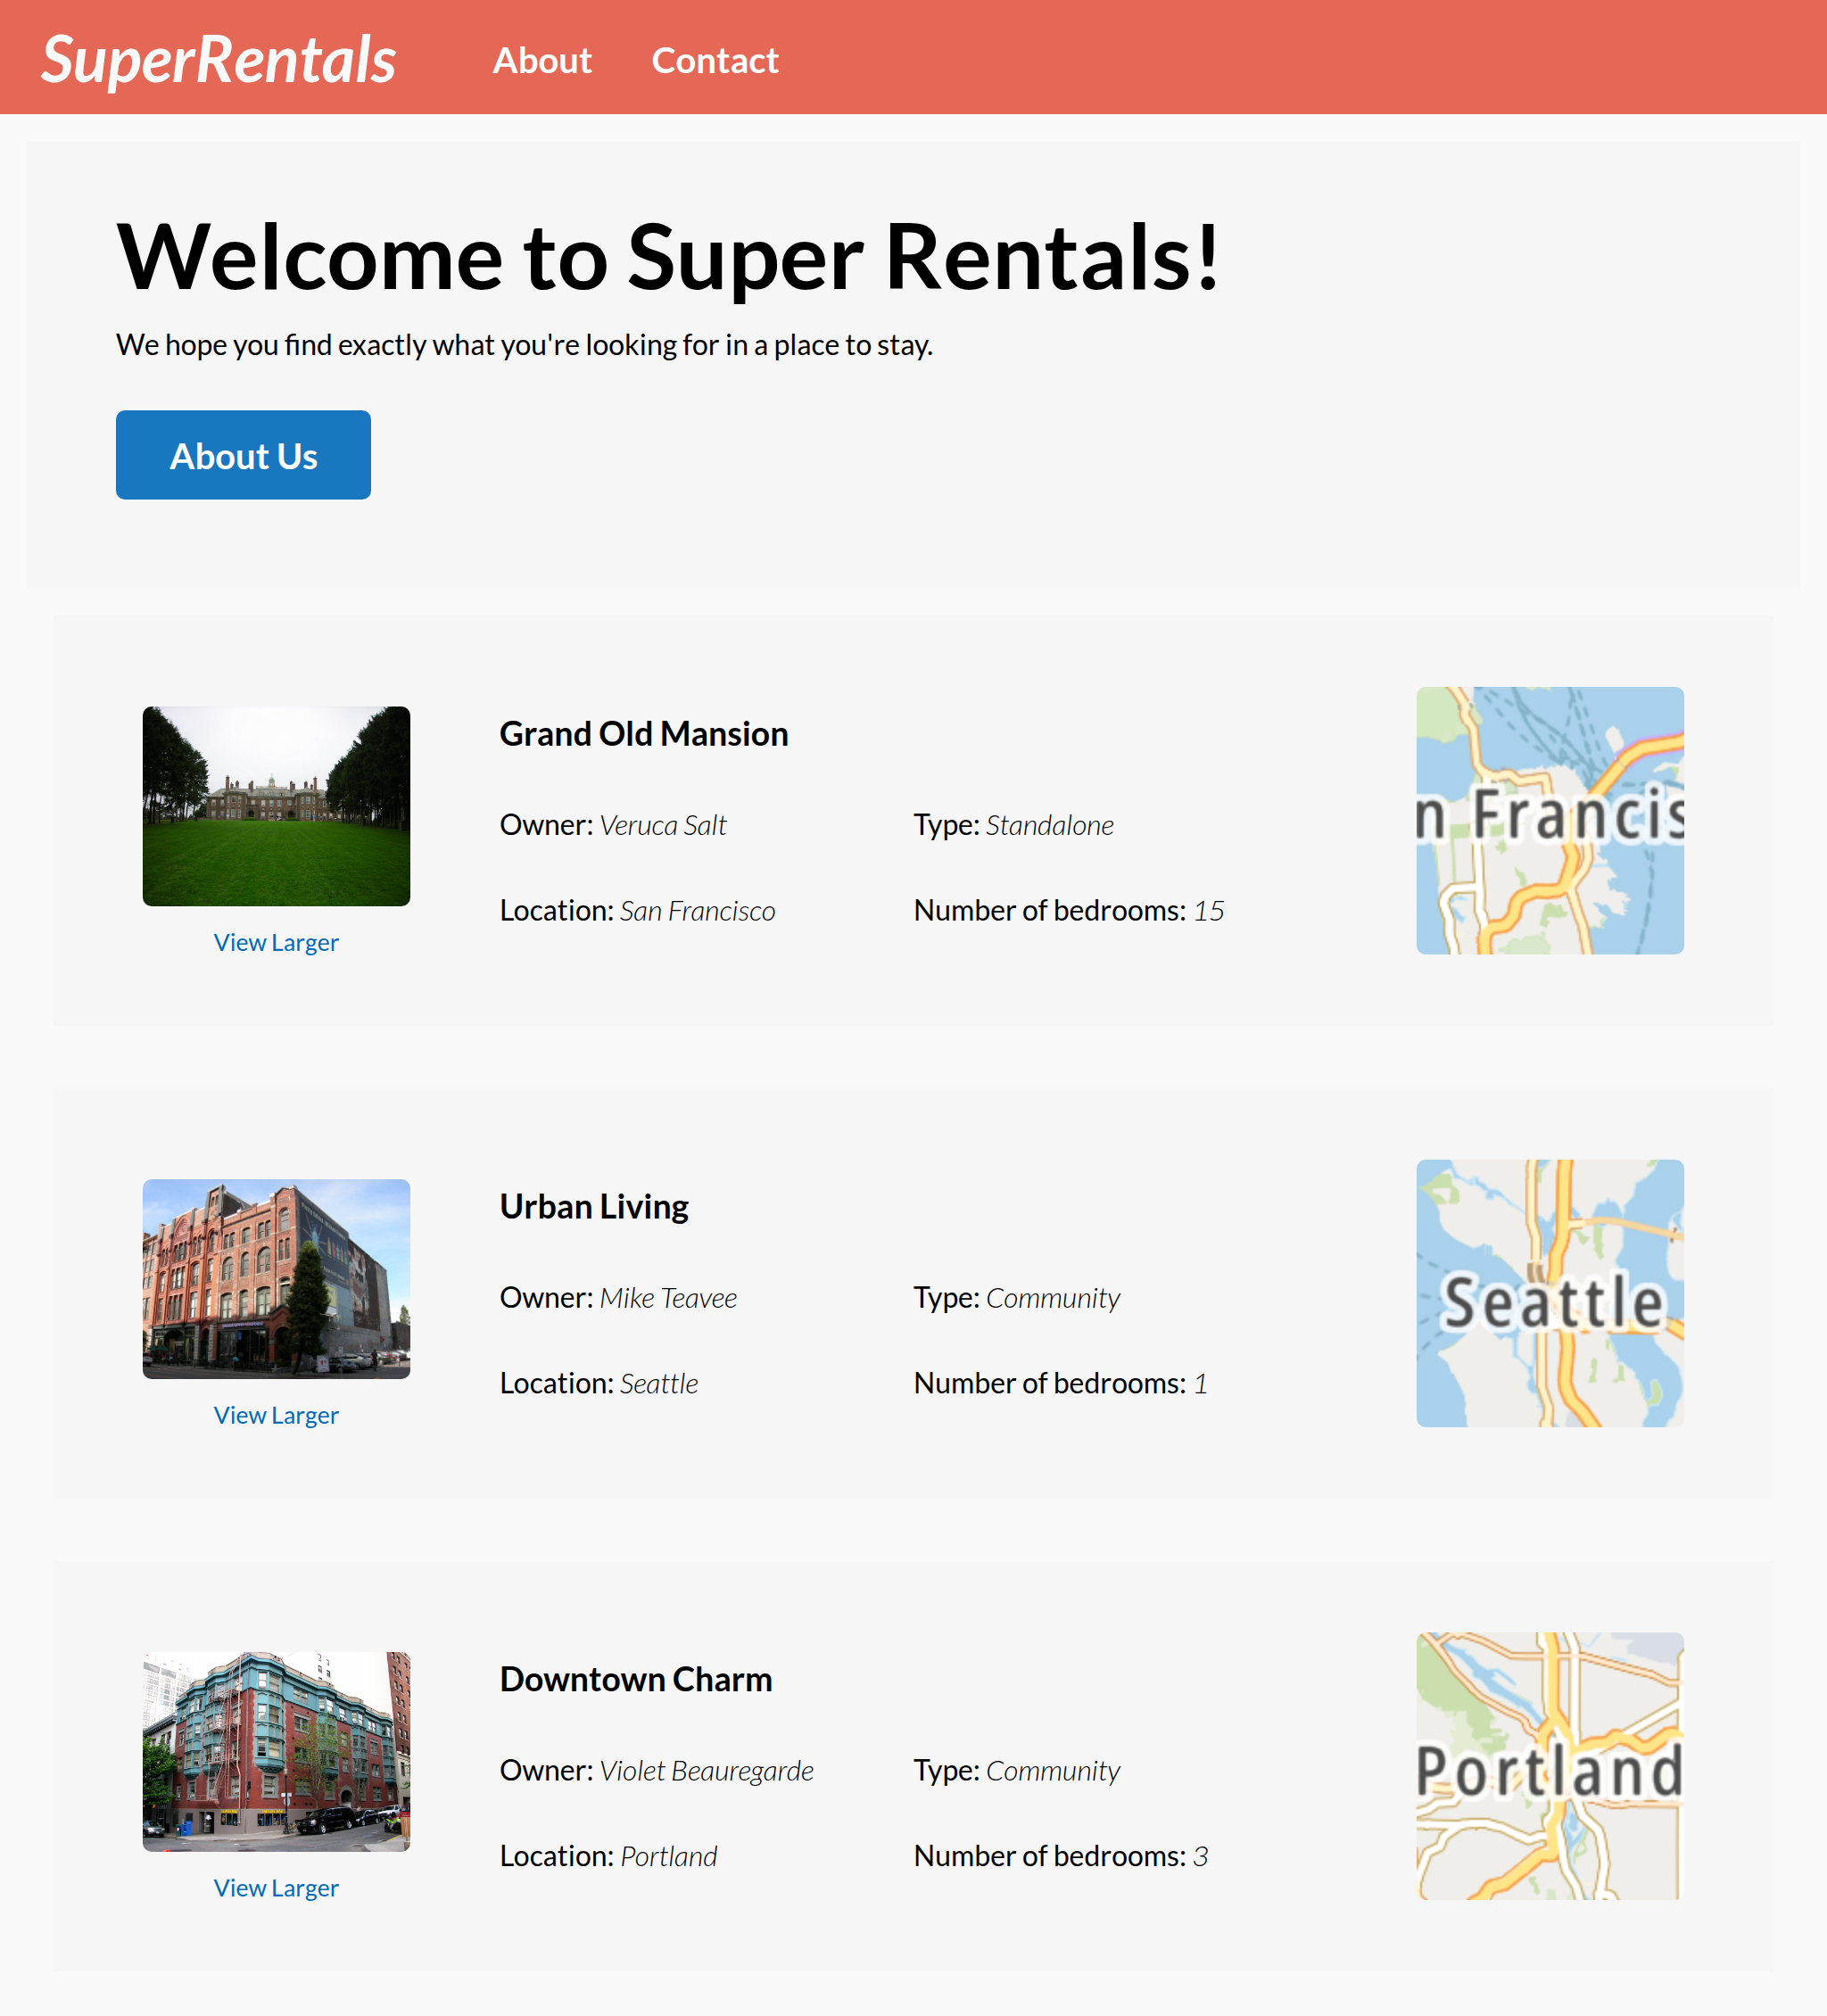 SuperRentals About Contact
Welcome to Super Rentals!
We hope you find exactly what you're looking for in a place to stay.
About Us
Grand Old Mansion
Owner: Veruca Salt Type: Standalone
Location: San Francisco Number of bedrooms: 15
View Larger
n Francis
Urban Living
Owner: Mike Teavee Type: Community
Location: Seattle Number of bedrooms: 1
View Larger
Seattle
Downtown Charm
Owner: Violet Beauregarde Type: Community
Location: Portland Number of bedrooms: 3
View Larger
Portland